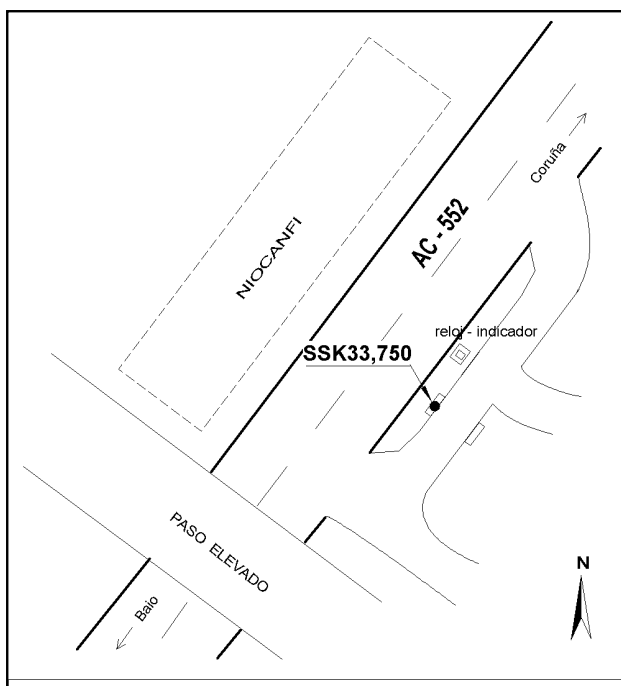 Coruña
AC - 552
NIOCANFI
reloj - indicador
SSK33,750
PASO ELEVADO
N
Baio